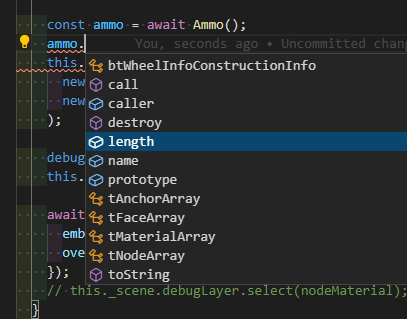 const ammo = await Ammo();
ammo. You, seconds ago • Uncommitted chang
this.
new
new
);
debug
this.
await
emb
ove
});
// this._scene.debugLayer.select(nodeMaterial);
}
btWheelInfoConstructionInfo
call
caller
destroy
length
name
prototype
tAnchorArray
tFaceArray
tMaterialArray
tNodeArray
toString